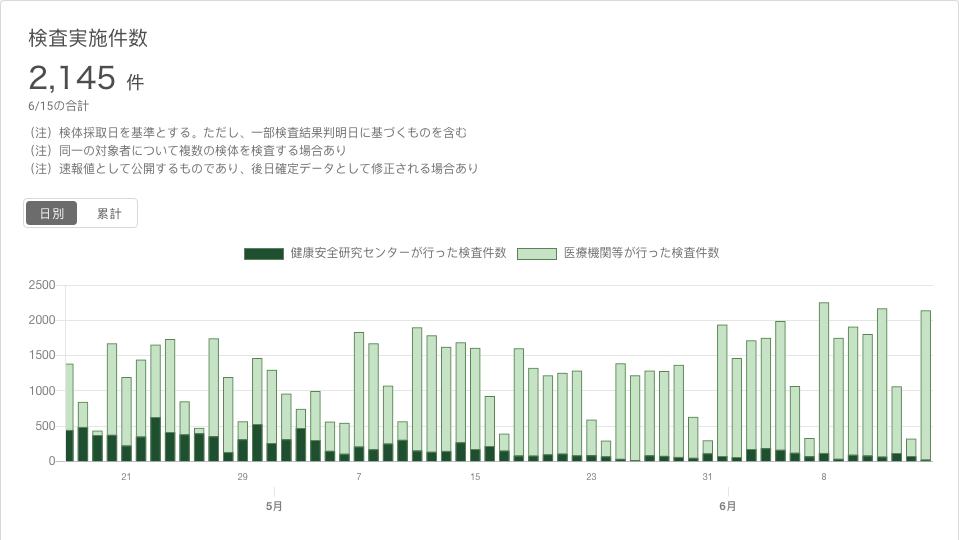 検査実施件数
2,145 件
6/15の合計
（注）検体採取日を基準とする。ただし、一部検査結果判明日に基づくものを含む
（注）同一の対象者について複数の検体を検査する場合あり
（注）速報値として公開するものであり、後日確定データとして修正される場合あり
日別 累計
健康安全研究センターが行った検査件数 医療機関等が行った検査件数
2500
2000
1500
1000
500
0
21 29 7 15 23 31 8
5月 6月